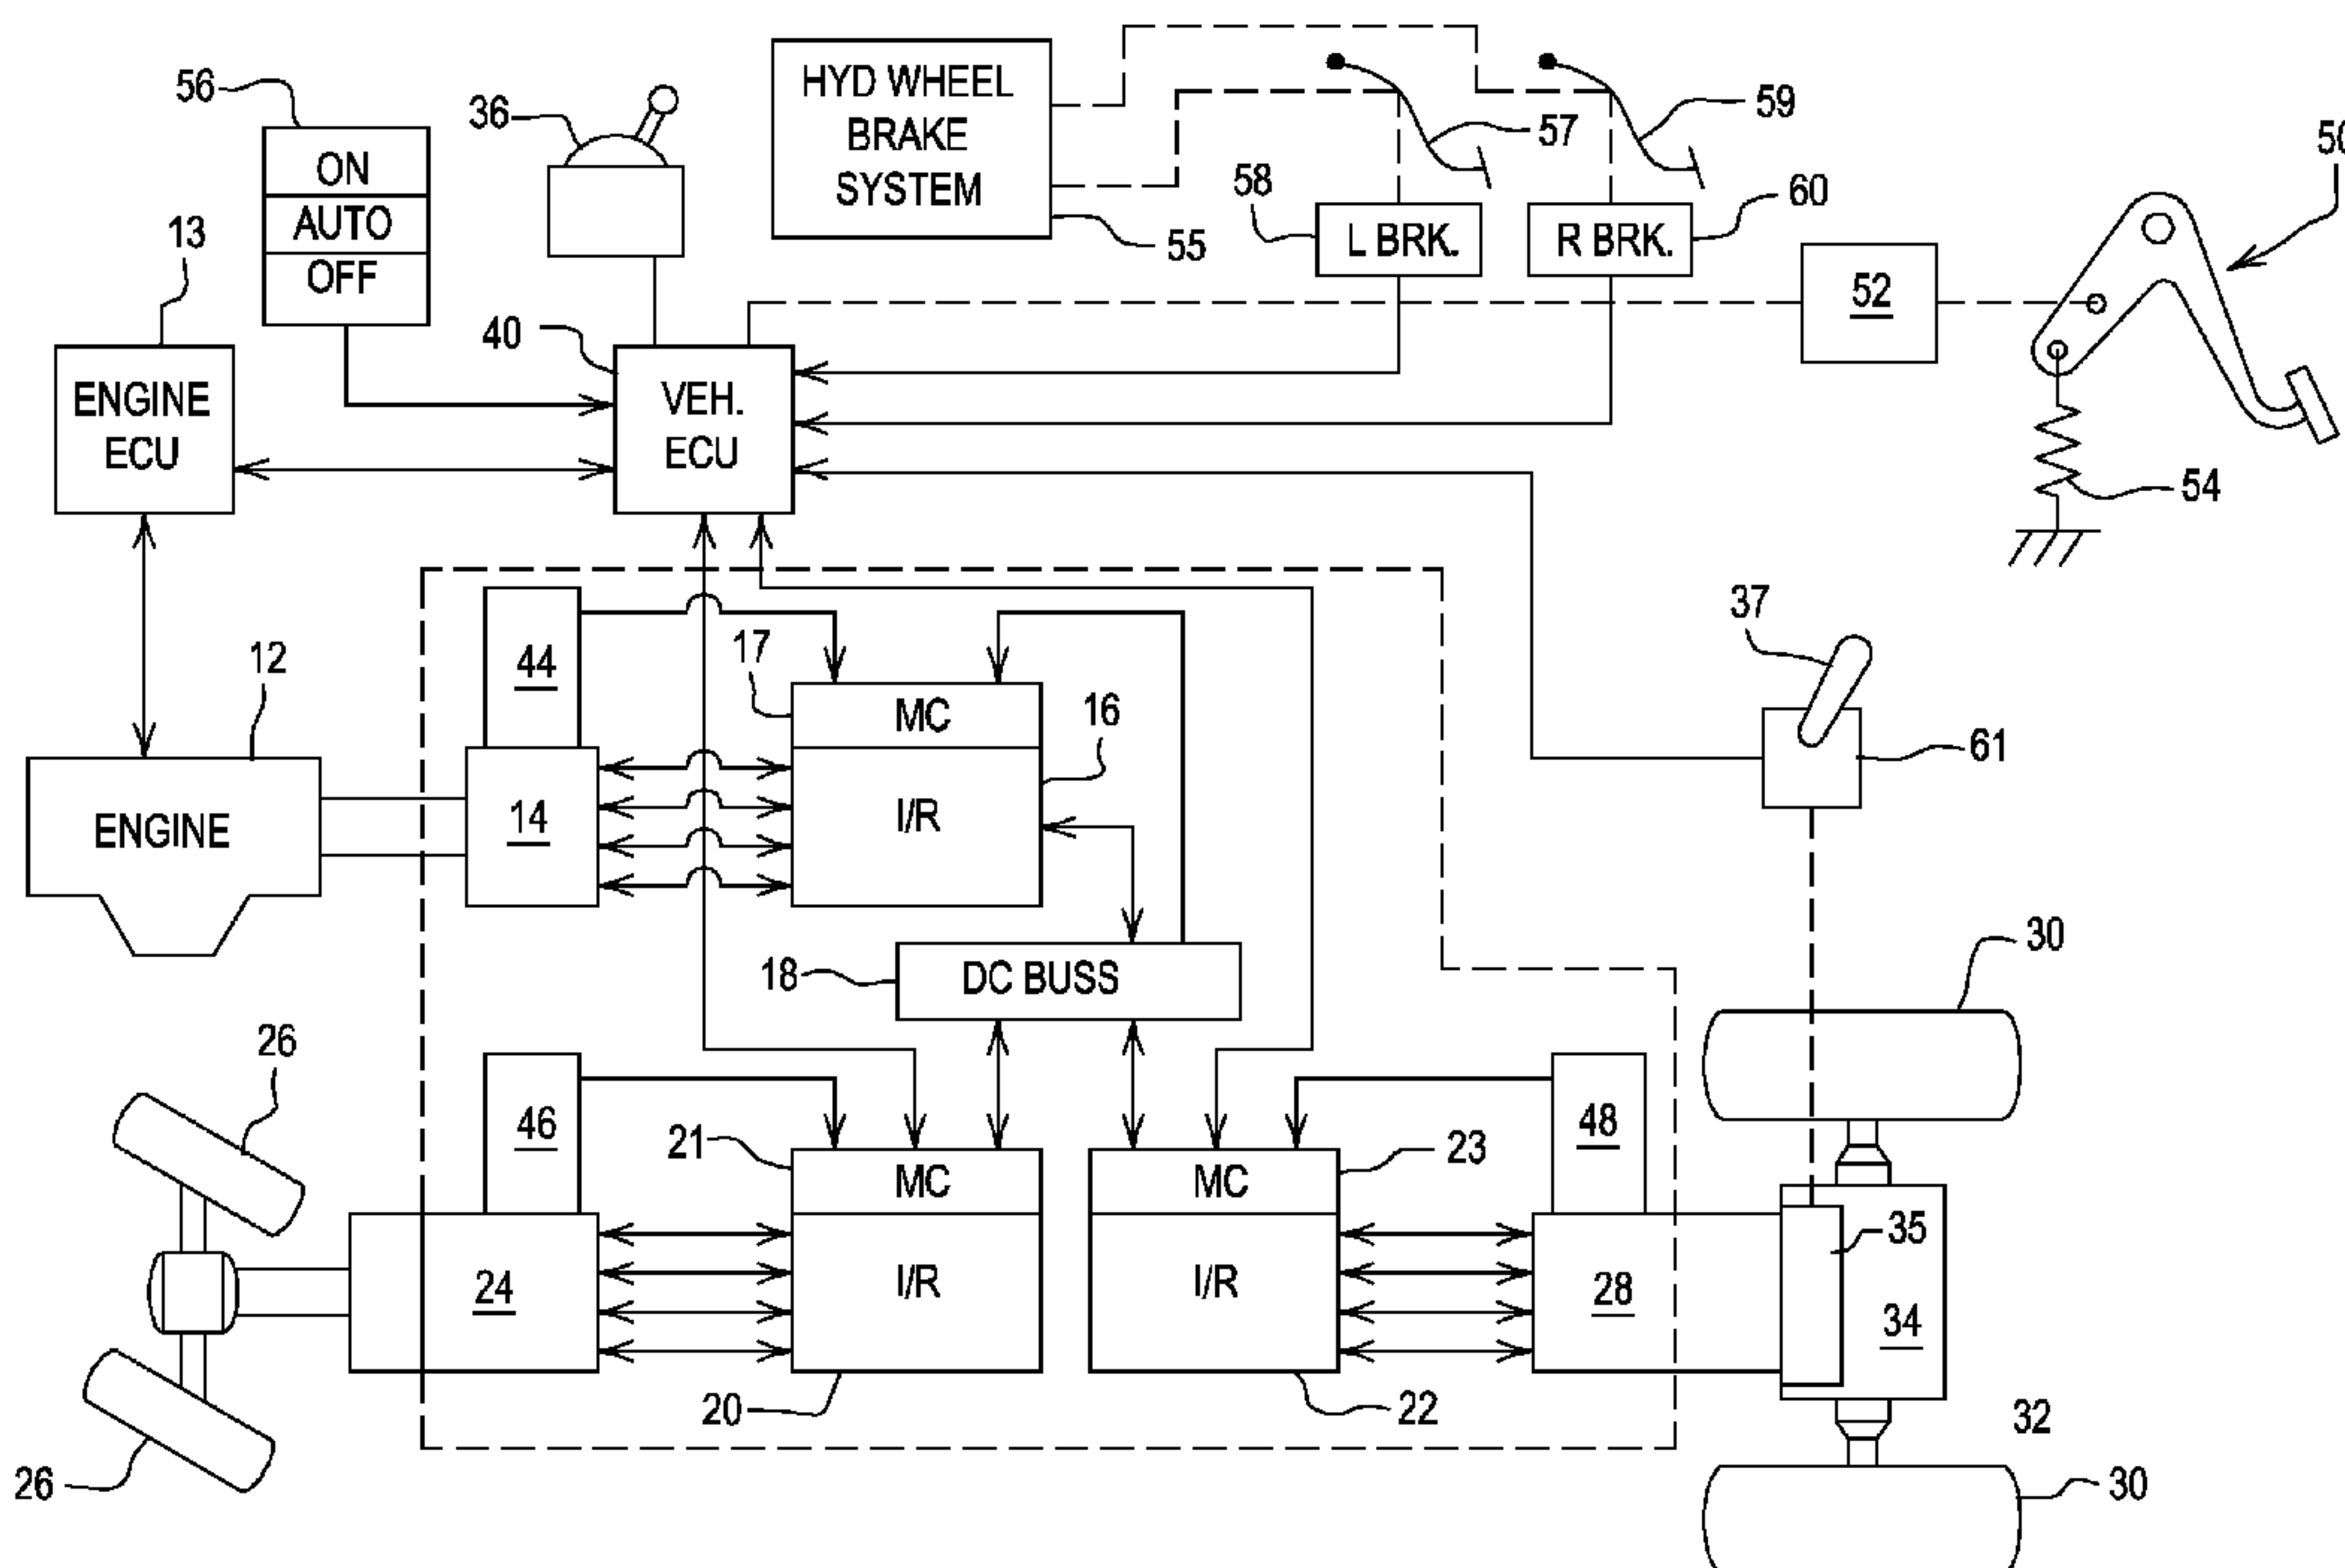 HYD WHEEL
BRAKE
SYSTEM
55
56
ON
AUTO
OFF
36
57
59
58
L BRK.
R BRK.
60
50
52
54
13
ENGINE
ECU
40
VEH.
ECU
12
ENGINE
44
14
17
MC
16
I/R
37
61
18
DC BUSS
30
26
46
21
MC
I/R
20
24
26
MC
23
I/R
22
48
28
35
34
32
30